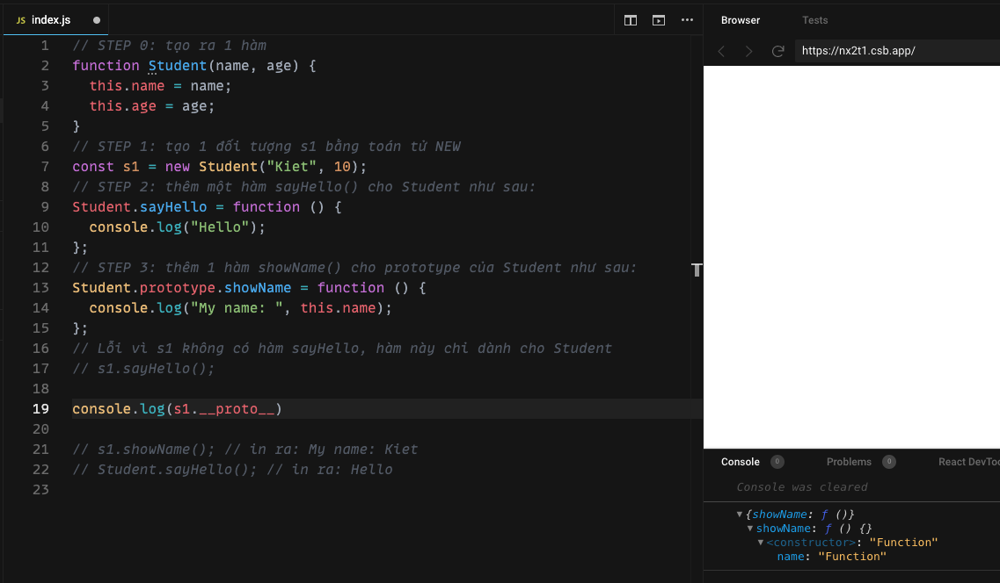 JS index.js
1 // STEP 0: tạo ra 1 hàm
2 function Student(name, age) {
3 this.name = name;
4 this.age = age;
5 }
6 // STEP 1: tạo 1 đối tượng s1 bằng toán tử NEW
7 const s1 = new Student("Kiet", 10);
8 // STEP 2: thêm một hàm sayHello() cho Student như sau:
9 Student.sayHello = function () {
10 console.log("Hello");
11 };
12 // STEP 3: thêm 1 hàm showName() cho prototype của Student như sau:
13 Student.prototype.showName = function () {
14 console.log("My name: ", this.name);
15 };
16 // Lỗi vì s1 không có hàm sayHello, hàm này chỉ dành cho Student
17 // s1.sayHello();
18
19 console.log(s1.__proto__)
20
21 // s1.showName(); // in ra: My name: Kiet
22 // Student.sayHello(); // in ra: Hello
23
Browser Tests
https://nx2t1.csb.app/
Console 0 Problems 0 React DevToo
Console was cleared
▼{showName: ƒ ()}
▼showName: ƒ () {}
▼<constructor>: "Function"
name: "Function"